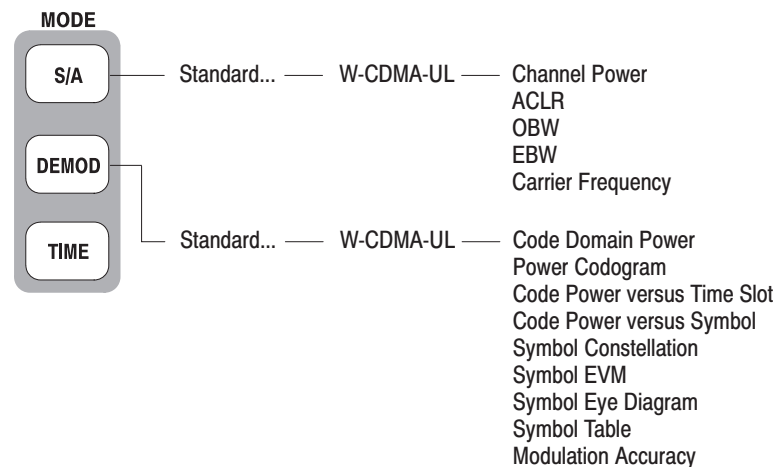 MODE
S/A
Standard...
W-CDMA-UL
Channel Power
ACLR
OBW
EBW
Carrier Frequency
DEMOD
TIME
Standard...
W-CDMA-UL
Code Domain Power
Power Codogram
Code Power versus Time Slot
Code Power versus Symbol
Symbol Constellation
Symbol EVM
Symbol Eye Diagram
Symbol Table
Modulation Accuracy